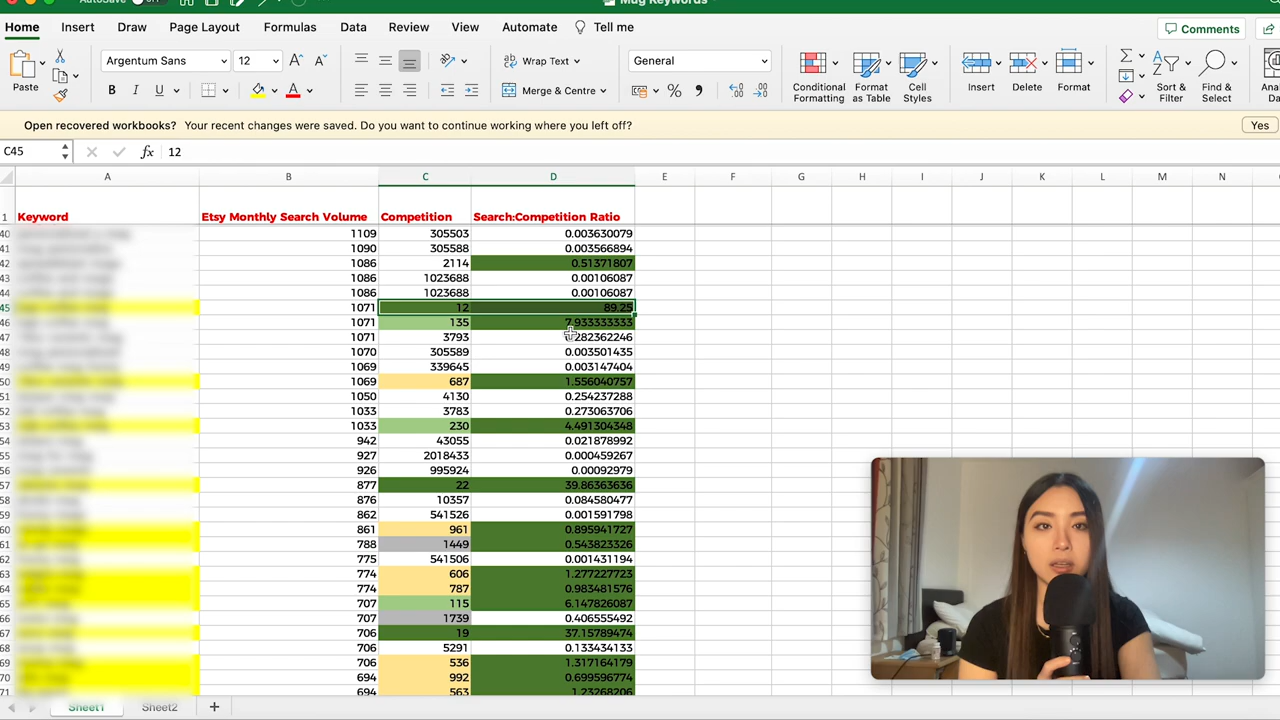 AutoSave
Mug Keywords
Home Insert Draw Page Layout Formulas Data Review View Automate Tell me Comments
Paste
Argentum Sans 12
B I U A
Wrap Text
Merge & Centre
General
Conditional Formatting
Format as Table
Cell Styles
Insert
Delete
Format
Sort & Filter
Find & Select
Open recovered workbooks? Your recent changes were saved. Do you want to continue working where you left off? Yes
C45 fx 12
A B C D E F G H I J K L M N
1 Keyword Etsy Monthly Search Volume Competition Search:Competition Ratio
40 1109 305503 0.003630079
41 1090 305588 0.003566894
42 1086 2114 0.51371807
43 1086 1023688 0.00106087
44 1086 1023688 0.00106087
45 1071 12 89.25
46 1071 135 7.933333333
47 1071 3793 0.282362246
48 1070 305589 0.003501435
49 1069 339645 0.003147404
50 1069 687 1.556040757
51 1050 4130 0.254237288
52 1033 3783 0.273063706
53 1033 230 4.491304348
54 942 43055 0.021878992
55 927 2018433 0.000459267
56 926 995924 0.00092979
57 877 22 39.86363636
58 876 10357 0.084580477
59 862 541526 0.001591798
60 861 961 0.895941727
61 788 1449 0.543823326
62 775 541506 0.001431194
63 774 606 1.277227723
64 774 787 0.983481576
65 707 115 6.147826087
66 707 1739 0.406555492
67 706 19 37.15789474
68 706 5291 0.133434133
69 706 536 1.317164179
70 694 992 0.699596774
71 694 563 1.23268206
Sheet1 Sheet2